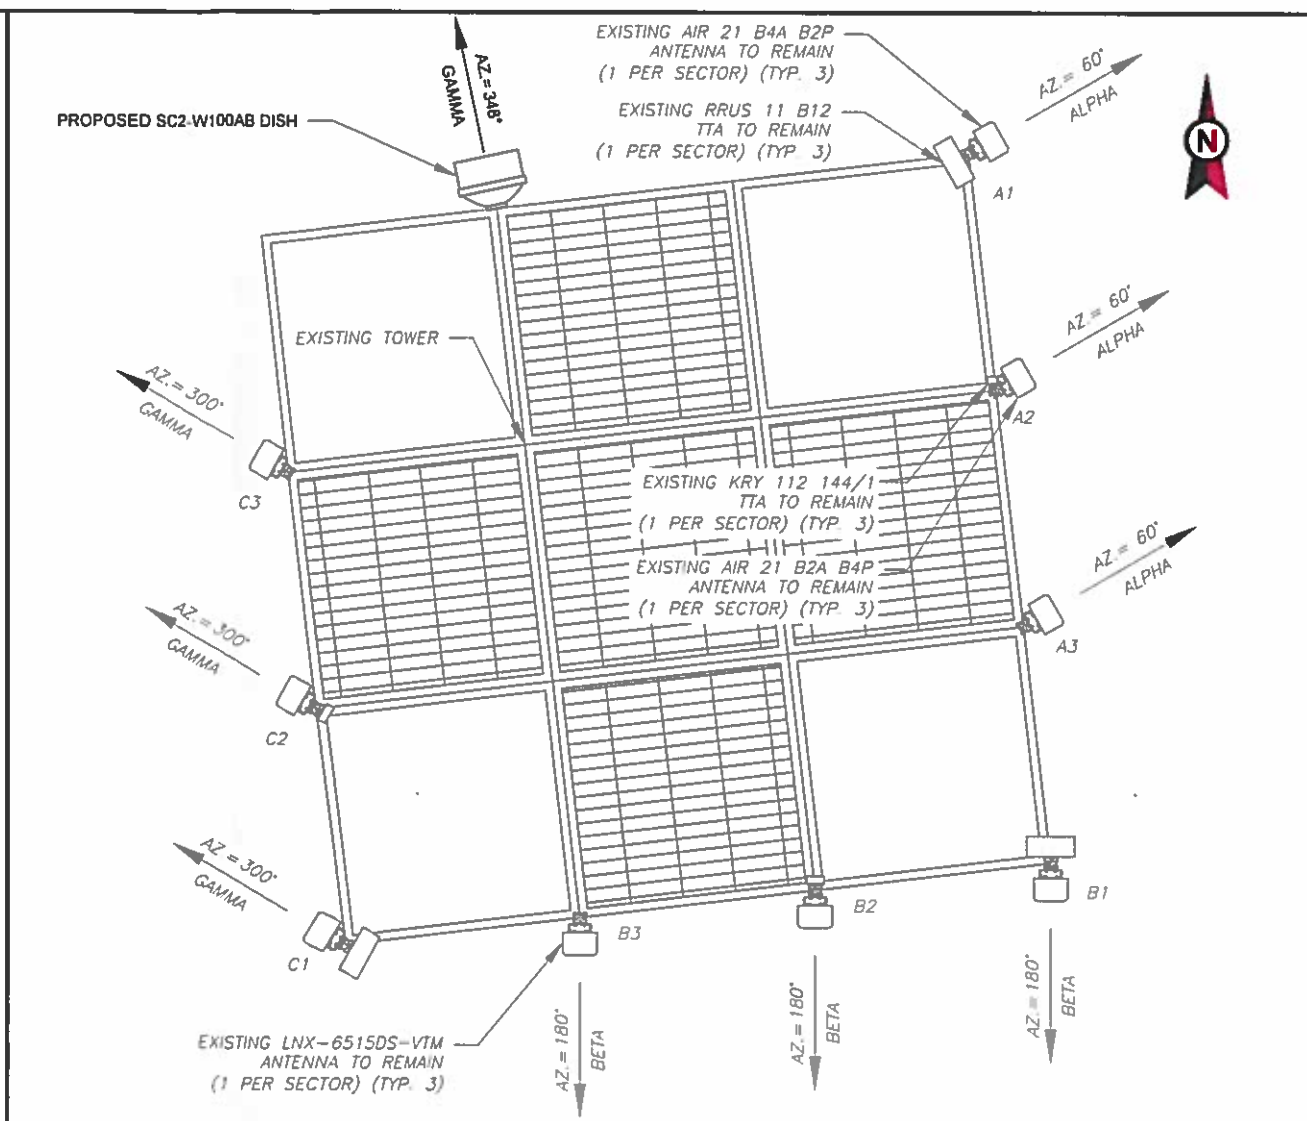 EXISTING AIR 21 B4A B2P
ANTENNA TO REMAIN
(1 PER SECTOR) (TYP. 3)
EXISTING RRUS 11 B12
TTA TO REMAIN
(1 PER SECTOR) (TYP. 3)
PROPOSED SC2-W100AB DISH
AZ.= 348°
GAMMA
AZ.= 60°
ALPHA
N
A1
EXISTING TOWER
AZ.= 60°
ALPHA
A2
AZ.= 300°
GAMMA
C3
EXISTING KRY 112 144/1
TTA TO REMAIN
(1 PER SECTOR) (TYP. 3)
EXISTING AIR 21 B2A B4P
ANTENNA TO REMAIN
(1 PER SECTOR) (TYP. 3)
AZ.= 60°
ALPHA
A3
AZ.= 300°
GAMMA
C2
AZ.= 300°
GAMMA
C1
B3
B2
B1
EXISTING LNX-6515DS-VTM
ANTENNA TO REMAIN
(1 PER SECTOR) (TYP. 3)
AZ.= 180°
BETA
AZ.= 180°
BETA
AZ.= 180°
BETA